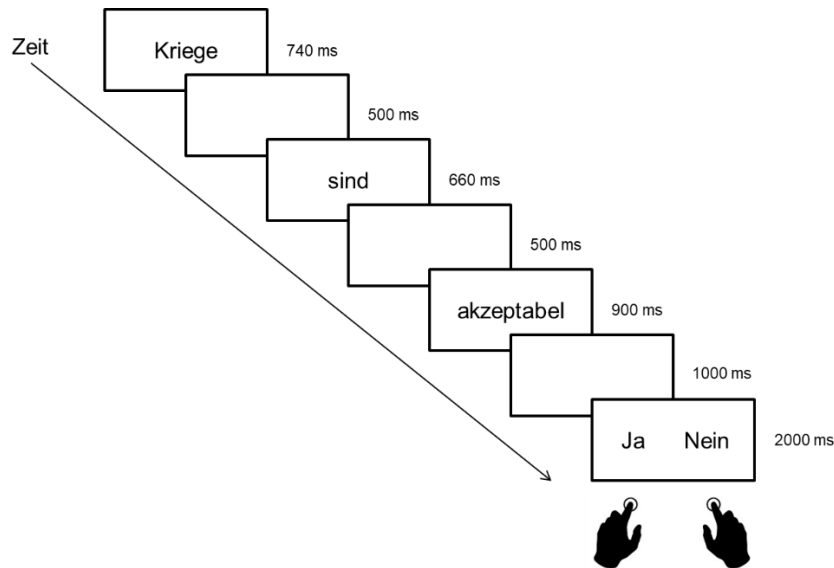 Zeit
Kriege
740 ms
500 ms
sind
660 ms
500 ms
akzeptabel
900 ms
1000 ms
Ja Nein
2000 ms